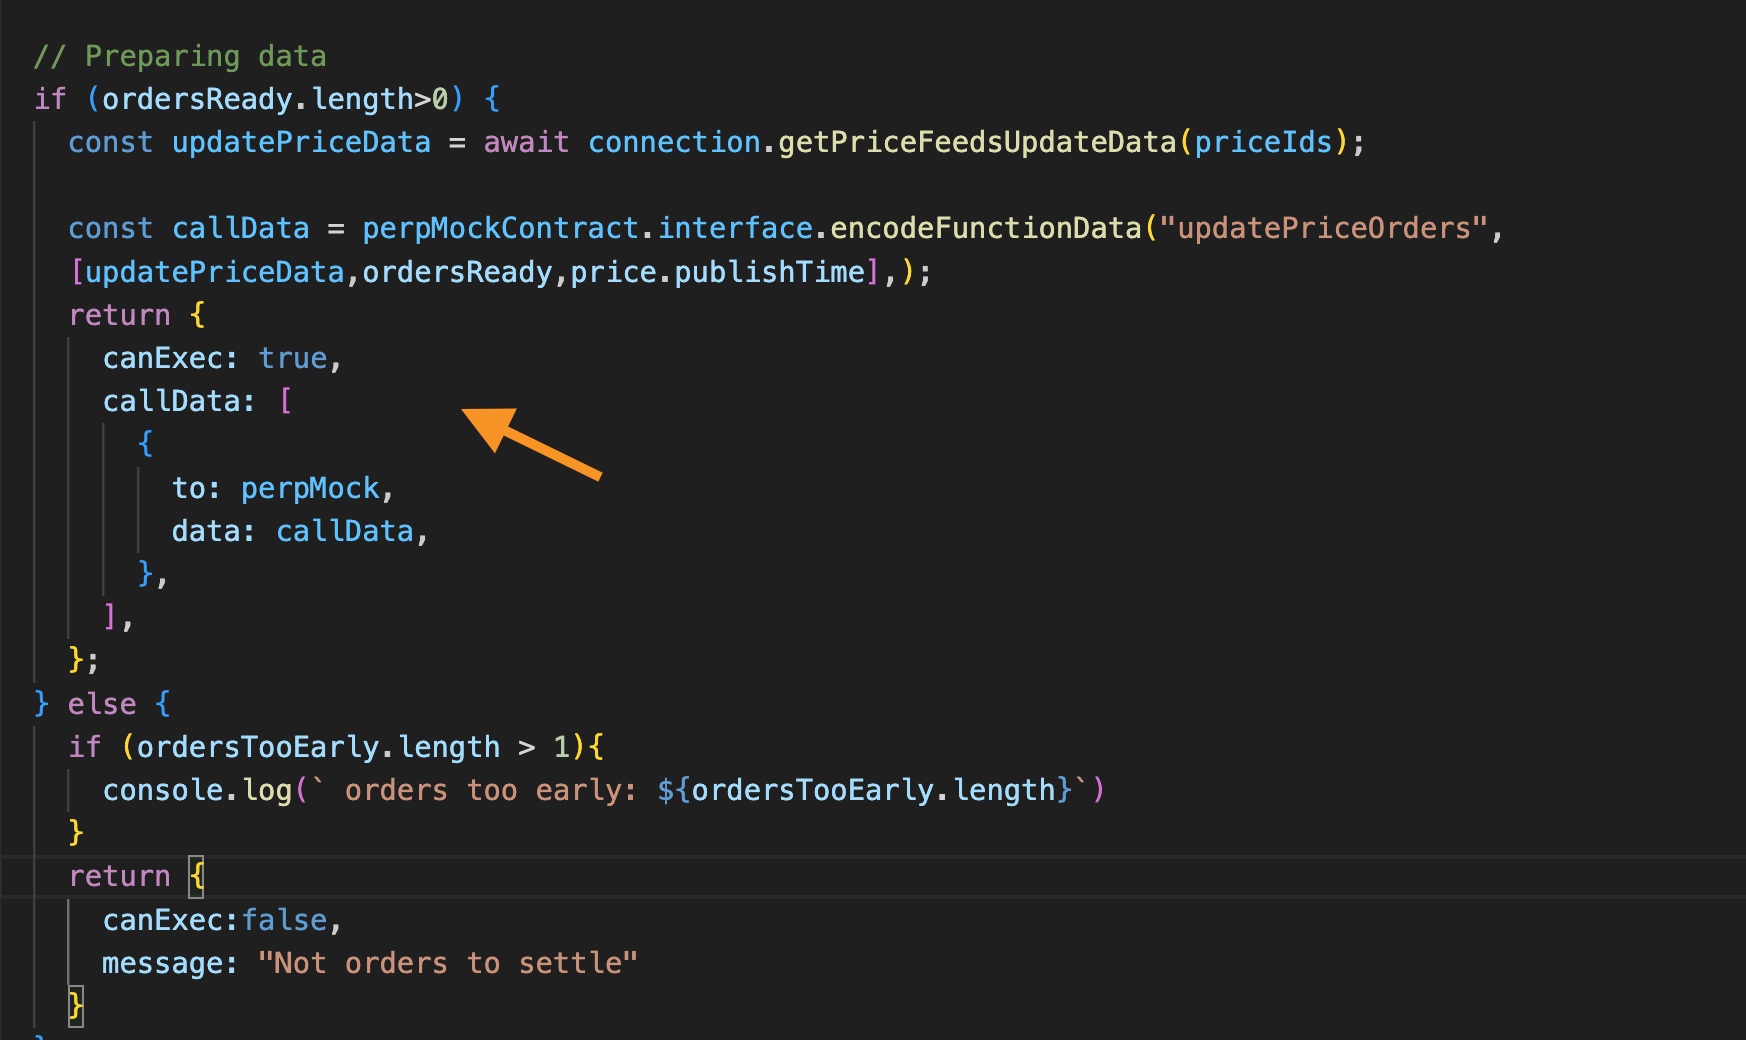 // Preparing data
if (ordersReady.length>0) {
const updatePriceData = await connection.getPriceFeedsUpdateData(priceIds);
const callData = perpMockContract.interface.encodeFunctionData("updatePriceOrders",
[updatePriceData,ordersReady,price.publishTime],);
return {
canExec: true,
callData: [
{
to: perpMock,
data: callData,
},
],
};
} else {
if (ordersTooEarly.length > 1){
console.log(` orders too early: ${ordersTooEarly.length}`)
}
return {
canExec:false,
message: "Not orders to settle"
}
}